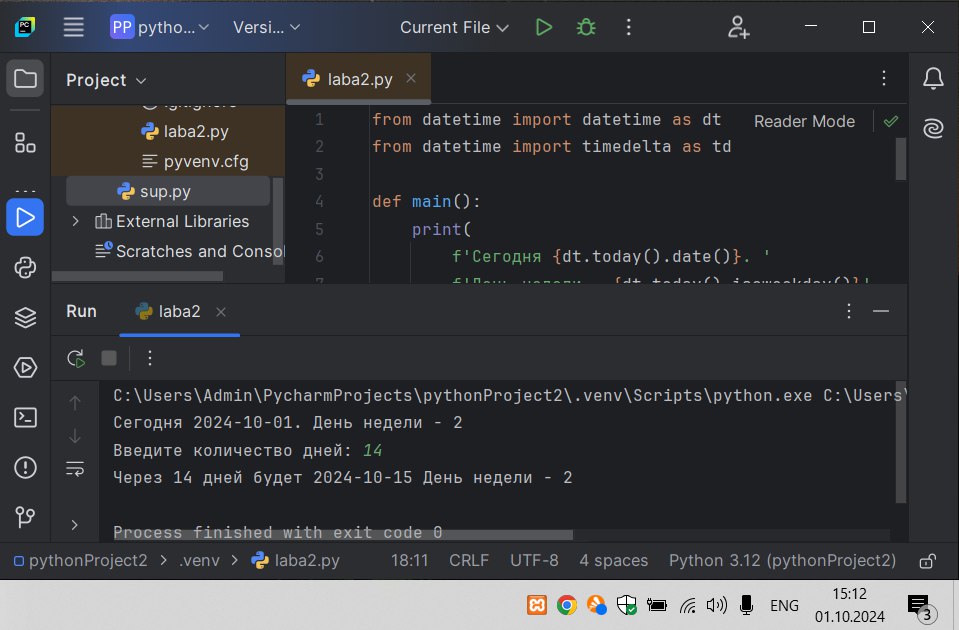 PP pytho... Versi... Current File
Project
laba2.py
.gitignore
laba2.py
pyvenv.cfg
sup.py
External Libraries
Scratches and Consol
Reader Mode
1 from datetime import datetime as dt
2 from datetime import timedelta as td
3
4 def main():
5 print(
6 f'Сегодня {dt.today().date()}. '
7 f'День недели - {dt.today().isoweekday()}'
Run laba2
C:\Users\Admin\PycharmProjects\pythonProject2\.venv\Scripts\python.exe C:\Users\
Сегодня 2024-10-01. День недели - 2
Введите количество дней: 14
Через 14 дней будет 2024-10-15 День недели - 2
Process finished with exit code 0
pythonProject2 > .venv > laba2.py 18:11 CRLF UTF-8 4 spaces Python 3.12 (pythonProject2)
ENG
15:12
01.10.2024
3